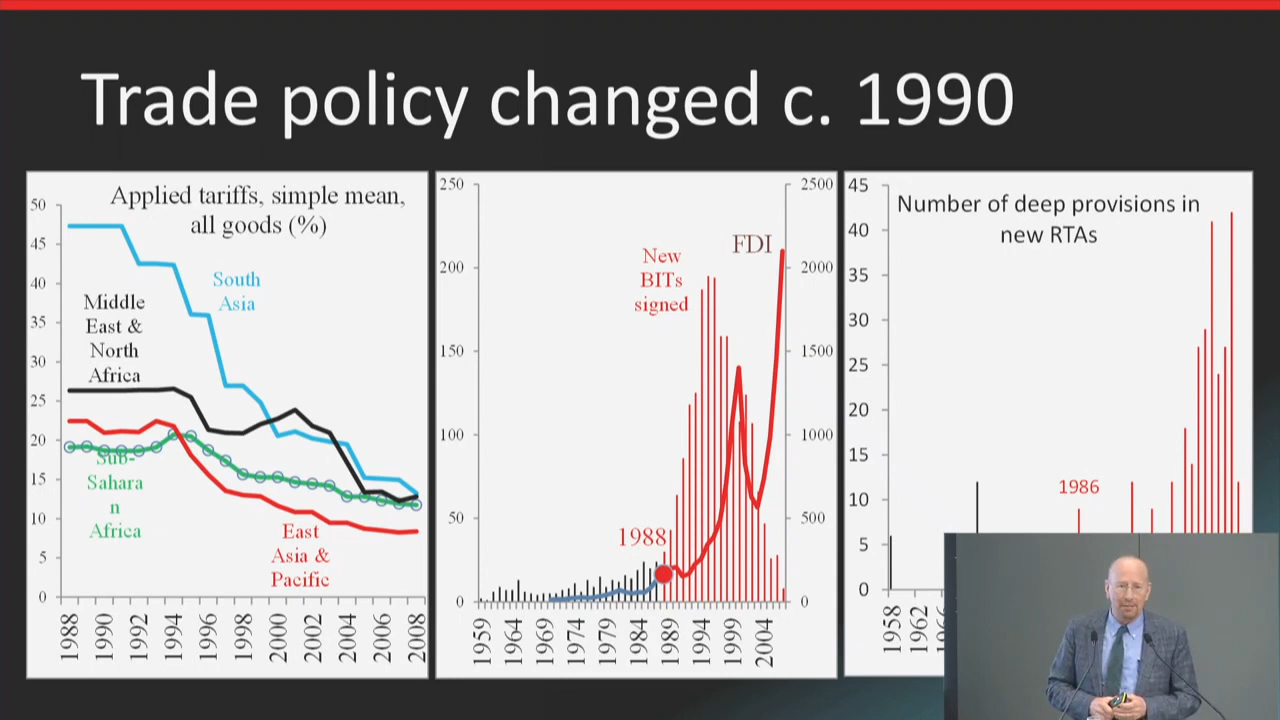 Trade policy changed c. 1990
Applied tariffs, simple mean,
all goods (%)
50
45
40
35
30
25
20
15
10
5
0
South
Asia
Middle
East &
North
Africa
Sub-
Sahara
n
Africa
East
Asia &
Pacific
1988
1990
1992
1994
1996
1998
2000
2002
2004
2006
2008
250
200
150
100
50
0
New
BITs
signed
FDI
1988
2500
2000
1500
1000
500
0
1959
1964
1969
1974
1979
1984
1989
1994
1999
2004
Number of deep provisions in
new RTAs
45
40
35
30
25
20
15
10
5
0
1986
1958
1962